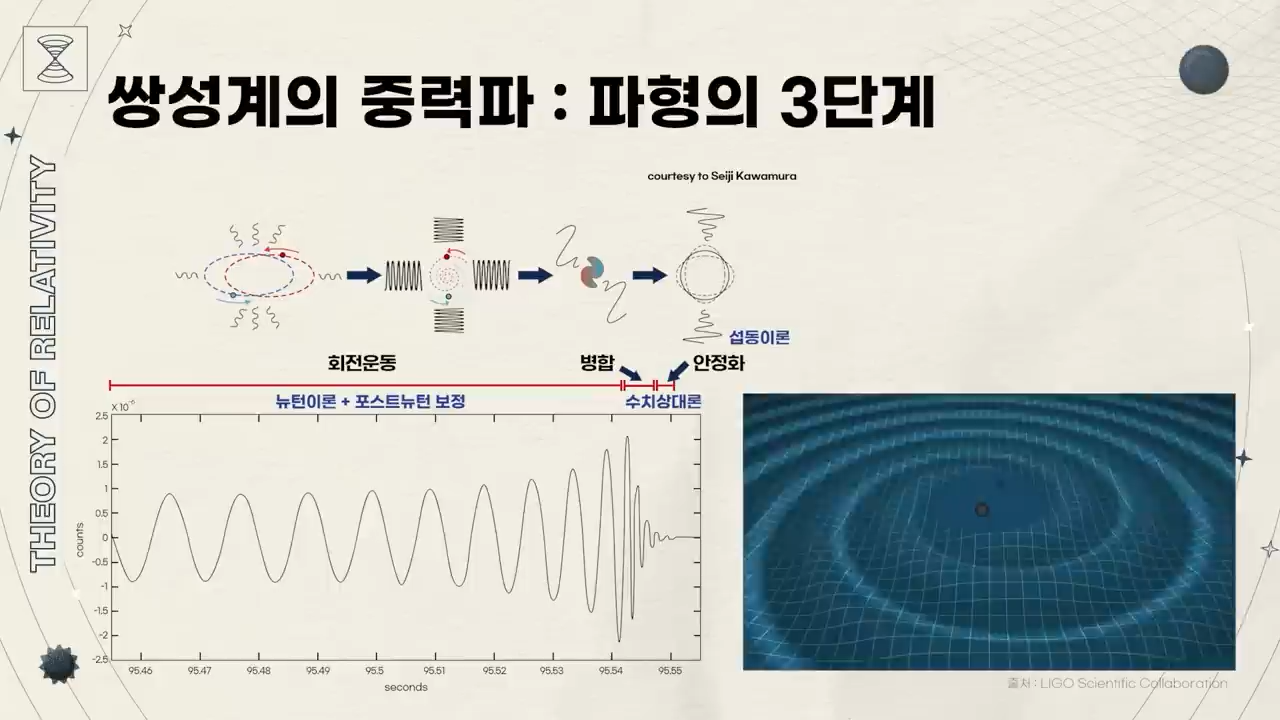 쌍성계의 중력파 : 파형의 3단계
THEORY OF RELATIVITY
courtesy to Seiji Kawamura
섭동이론
회전운동
병합
안정화
뉴턴이론 + 포스트뉴턴 보정
수치상대론
2.5
2
1.5
1
0.5
0
-0.5
-1
-1.5
-2
-2.5
counts
95.46 95.47 95.48 95.49 95.5 95.51 95.52 95.53 95.54 95.55
seconds
출처 : LIGO Scientific Collaboration